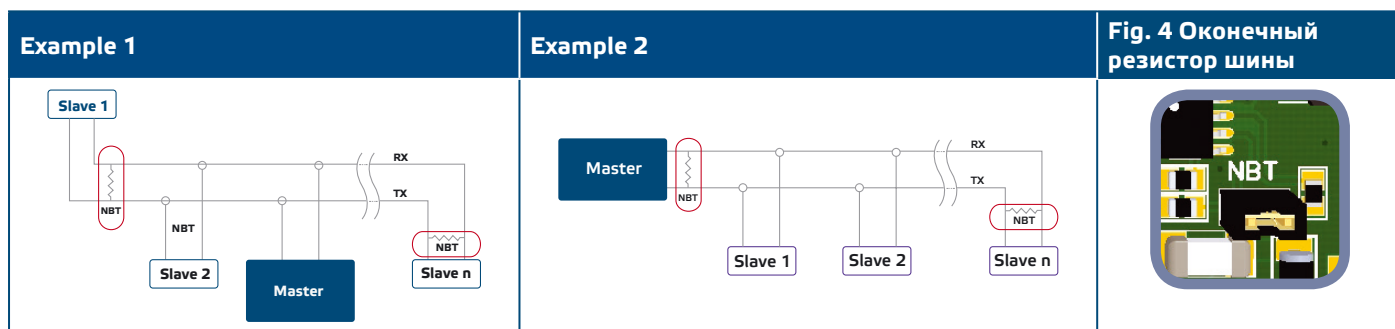 Example 1
Slave 1
RX
TX
NBT
NBT
NBT
Slave 2
Slave n
Master
Example 2
Master
RX
TX
NBT
NBT
Slave 1
Slave 2
Slave n
Fig. 4 Оконечный
резистор шины
NBT